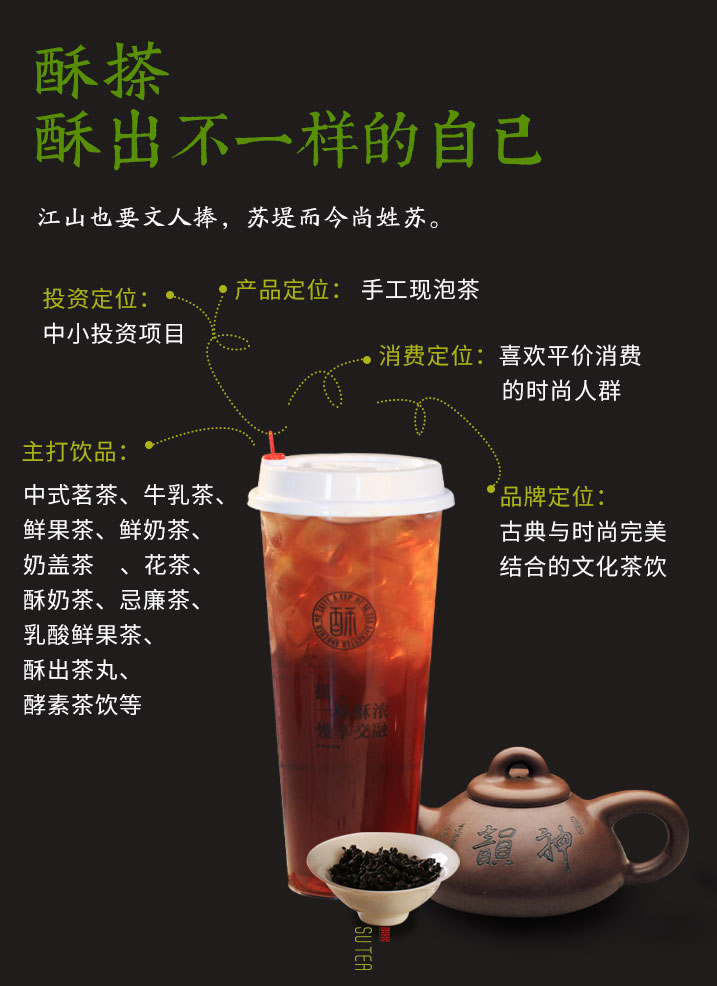 酥搽
酥出不一样的自己
江山也要文人捧，苏堤而今尚姓苏。
投资定位：
中小投资项目
产品定位： 手工现泡茶
消费定位：喜欢平价消费
的时尚人群
主打饮品：
中式茗茶、牛乳茶、
鲜果茶、鲜奶茶、
奶盖茶 、花茶、
酥奶茶、忌廉茶、
乳酸鲜果茶、
酥出茶丸、
酵素茶饮等
品牌定位：
古典与时尚完美
结合的文化茶饮
酥
酥浓
慢 交融
韻神
SU TEA